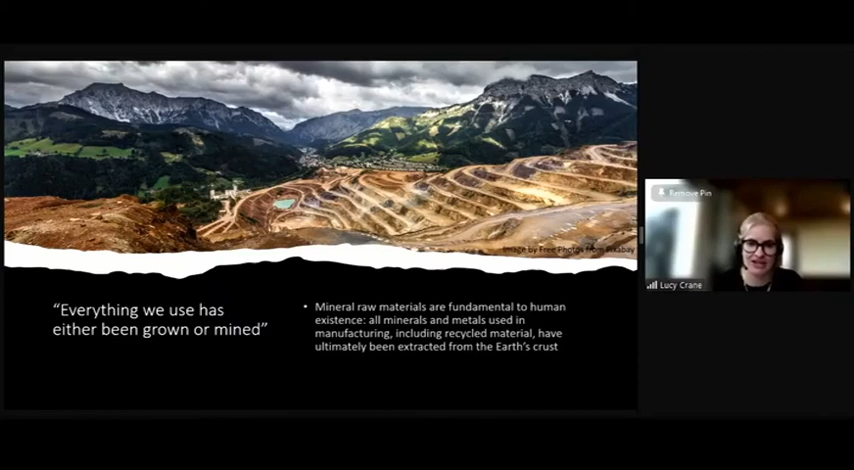 Image by Free-Photos from Pixabay
Remove Pin
Lucy Crane
“Everything we use has
either been grown or mined”
• Mineral raw materials are fundamental to human
existence: all minerals and metals used in
manufacturing, including recycled material, have
ultimately been extracted from the Earth’s crust